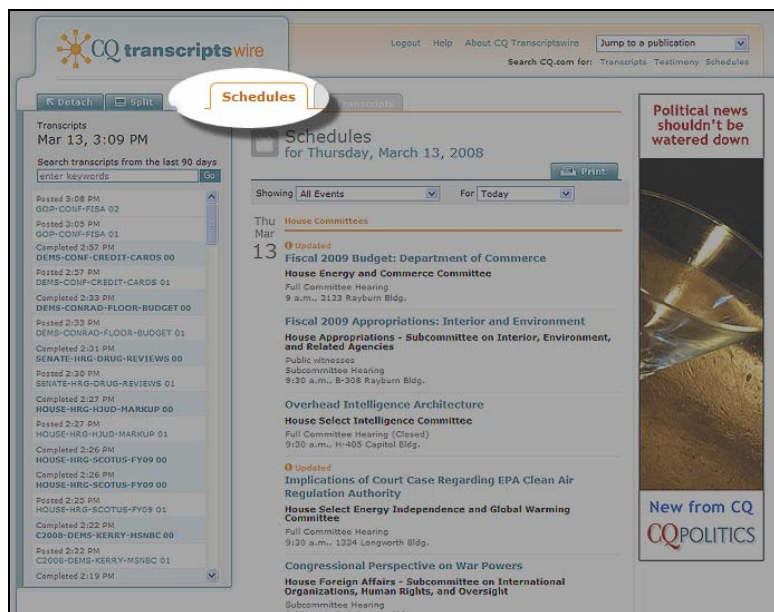 CQ transcriptswire
Logout Help About CQ Transcriptswire Jump to a publication
Search CQ.com for: Transcripts Testimony Schedules
Detach Split Schedules Transcripts
Transcripts
Mar 13, 3:09 PM
Search transcripts from the last 90 days
enter keywords Go
Posted 3:08 PM
GOP-CONF-FISA 02
Posted 3:05 PM
GOP-CONF-FISA 01
Completed 2:57 PM
DEMS-CONF-CREDIT-CARDS 00
Posted 2:57 PM
DEMS-CONF-CREDIT-CARDS 01
Completed 2:33 PM
DEMS-CONRAD-FLOOR-BUDGET 00
Posted 2:33 PM
DEMS-CONRAD-FLOOR-BUDGET 01
Completed 2:31 PM
SENATE-HRG-DRUG-REVIEWS 00
Posted 2:30 PM
SENATE-HRG-DRUG-REVIEWS 01
Completed 2:27 PM
HOUSE-HRG-HJUD-MARKUP 00
Posted 2:27 PM
HOUSE-HRG-HJUD-MARKUP 01
Completed 2:26 PM
HOUSE-HRG-SCOTUS-FY09 00
Completed 2:26 PM
HOUSE-HRG-SCOTUS-FY09 00
Posted 2:25 PM
HOUSE-HRG-SCOTUS-FY09 01
Completed 2:22 PM
C2008-DEMS-KERRY-MSNBC 00
Posted 2:22 PM
C2008-DEMS-KERRY-MSNBC 01
Completed 2:19 PM
Schedules
for Thursday, March 13, 2008
Print
Showing All Events For Today
Thu
Mar
13
House Committees
Updated
Fiscal 2009 Budget: Department of Commerce
House Energy and Commerce Committee
Full Committee Hearing
9 a.m., 2123 Rayburn Bldg.
Fiscal 2009 Appropriations: Interior and Environment
House Appropriations - Subcommittee on Interior, Environment,
and Related Agencies
Public witnesses
Subcommittee Hearing
9:30 a.m., B-308 Rayburn Bldg.
Overhead Intelligence Architecture
House Select Intelligence Committee
Full Committee Hearing (Closed)
9:30 a.m., H-405 Capitol Bldg.
Updated
Implications of Court Case Regarding EPA Clean Air
Regulation Authority
House Select Energy Independence and Global Warming
Committee
Full Committee Hearing
9:30 a.m., 1334 Longworth Bldg.
Congressional Perspective on War Powers
House Foreign Affairs - Subcommittee on International
Organizations, Human Rights, and Oversight
Subcommittee Hearing
Political news
shouldn't be
watered down
New from CQ
CQPOLITICS